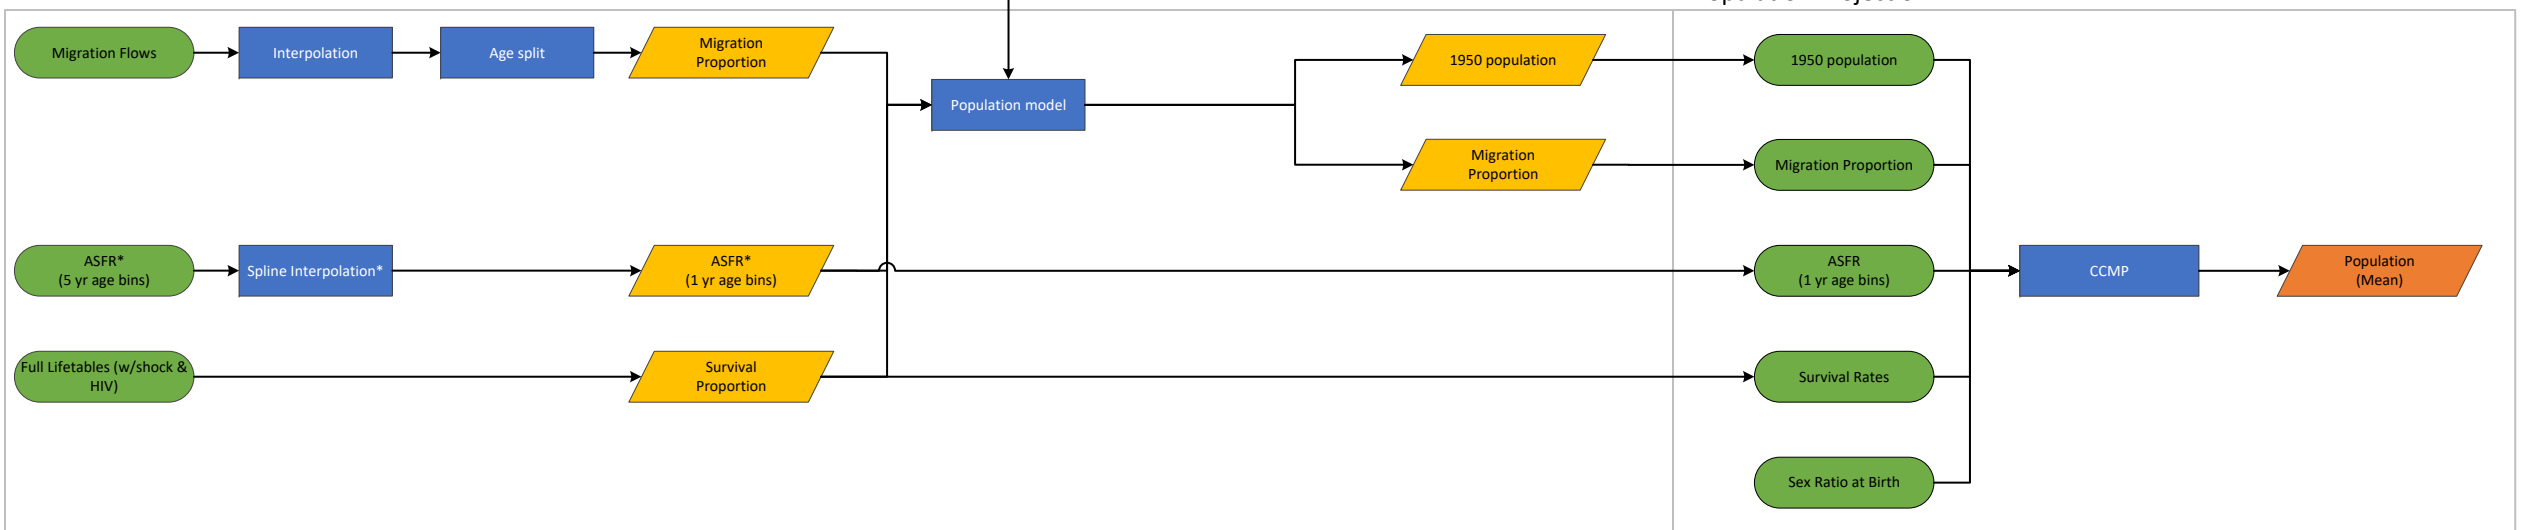 Migration Flows
Interpolation
Age split
Migration
Proportion
Population model
1950 population
1950 population
Migration
Proportion
Migration Proportion
ASFR*
(5 yr age bins)
Spline Interpolation*
ASFR*
(1 yr age bins)
ASFR
(1 yr age bins)
CCMP
Population
(Mean)
Full Lifetables (w/shock &
HIV)
Survival
Proportion
Survival Rates
Sex Ratio at Birth